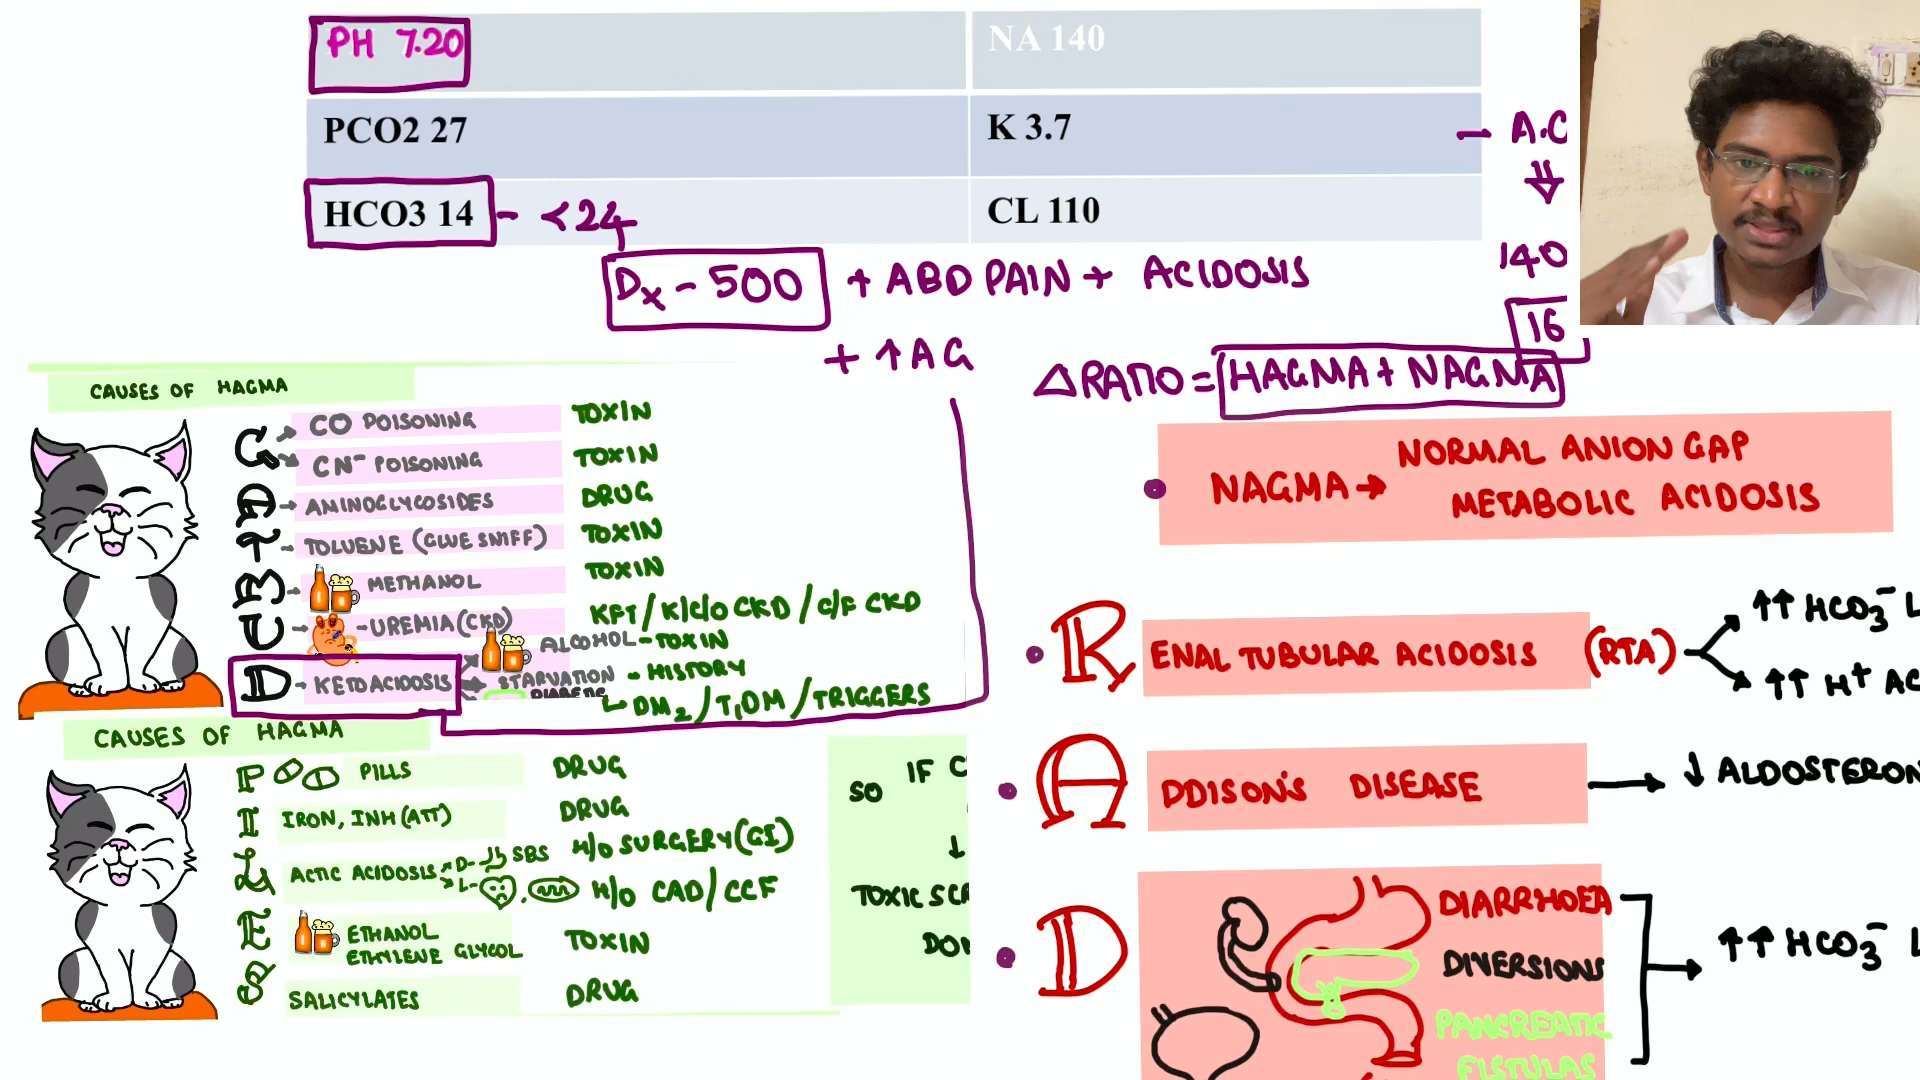 PH 7.20
NA 140
PCO2 27
K 3.7
HCO3 14 - <24
CL 110
- A.C
140
16
Dx - 500 + ABD PAIN + ACIDOSIS
+ ↑AG
△RATIO = HAGMA + NAGMA
CAUSES OF HAGMA
C
CO POISONING TOXIN
CN⁻ POISONING TOXIN
A AMINOGLYCOSIDES DRUG
T TOLUENE (GLUE SNIFF) TOXIN
M METHANOL TOXIN
U - UREMIA (CKD) KFT/K/C/O CKD/C/F CKD
D - KETOACIDOSIS
ALCOHOL - TOXIN
STARVATION - HISTORY
DIABETIC
DM2/T1DM/TRIGGERS
CAUSES OF HAGMA
P PILLS DRUG
I IRON, INH (ATT) DRUG
L ACTIC ACIDOSIS
D- SBS H/O SURGERY (GI)
L- H/O CAD/CCF
E ETHANOL
ETHYLENE GLYCOL TOXIN
S SALICYLATES DRUG
SO IF C
↓
TOXIC SCR
DON
• NAGMA → NORMAL ANION GAP
METABOLIC ACIDOSIS
• R ENAL TUBULAR ACIDOSIS (RTA)
↑↑ HCO3⁻ L
↑↑ H⁺ AC
• A DDISON'S DISEASE → ↓ ALDOSTERON
• D DIARRHOEA
DIVERSIONS
PANCREATIC
FISTULAS
↑↑ HCO3⁻ L